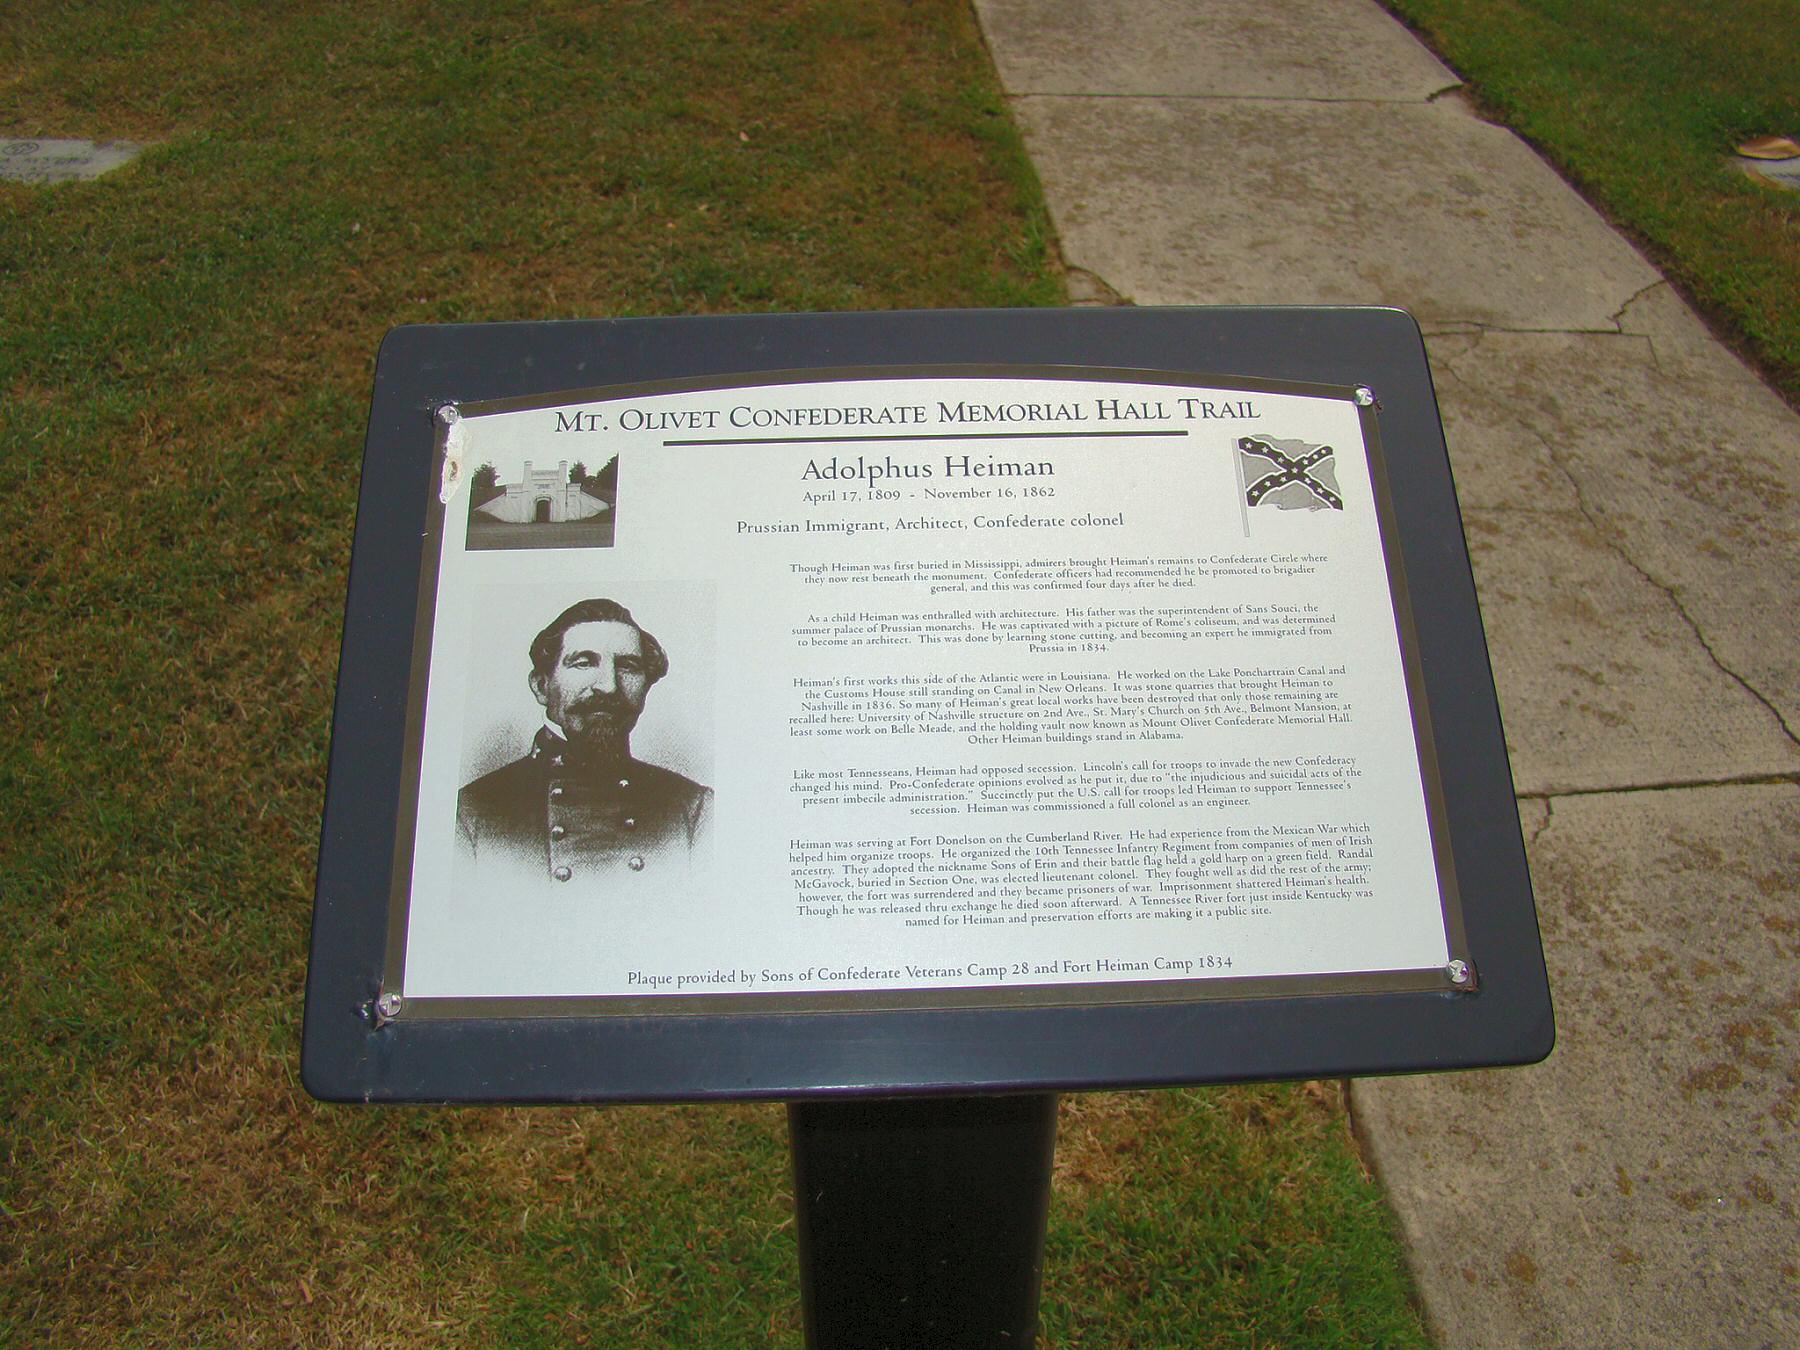 MT. OLIVET CONFEDERATE MEMORIAL HALL TRAIL
Adolphus Heiman
April 17, 1809 - November 16, 1862
Prussian Immigrant, Architect, Confederate colonel
Though Heiman was first buried in Mississippi, admirers brought Heiman's remains to Confederate Circle where
they now rest beneath the monument. Confederate officers had recommended he be promoted to brigadier
general, and this was confirmed four days after he died.
As a child Heiman was enthralled with architecture. His father was the superintendent of Sans Souci, the
summer palace of Prussian monarchs. He was captivated with a picture of Rome's coliseum, and was determined
to become an architect. This was done by learning stone cutting, and becoming an expert he immigrated from
Prussia in 1834.
Heiman's first works this side of the Atlantic were in Louisiana. He worked on the Lake Ponchartrain Canal and
the Customs House still standing on Canal in New Orleans. It was stone quarries that brought Heiman to
Nashville in 1836. So many of Heiman's great local works have been destroyed that only those remaining are
recalled here: University of Nashville structure on 2nd Ave., St. Mary's Church on 5th Ave., Belmont Mansion, at
least some work on Belle Meade, and the holding vault now known as Mount Olivet Confederate Memorial Hall.
Other Heiman buildings stand in Alabama.
Like most Tennesseans, Heiman had opposed secession. Lincoln's call for troops to invade the new Confederacy
changed his mind. Pro-Confederate opinions evolved as he put it, due to "the injudicious and suicidal acts of the
present imbecile administration." Succinctly put the U.S. call for troops led Heiman to support Tennessee's
secession. Heiman was commissioned a full colonel as an engineer.
Heiman was serving at Fort Donelson on the Cumberland River. He had experience from the Mexican War which
helped him organize troops. He organized the 10th Tennessee Infantry Regiment from companies of men of Irish
ancestry. They adopted the nickname Sons of Erin and their battle flag held a gold harp on a green field. Randal
McGavock, buried in Section One, was elected lieutenant colonel. They fought well as did the rest of the army;
however, the fort was surrendered and they became prisoners of war. Imprisonment shattered Heiman's health.
Though he was released thru exchange he died soon afterward. A Tennessee River fort just inside Kentucky was
named for Heiman and preservation efforts are making it a public site.
Plaque provided by Sons of Confederate Veterans Camp 28 and Fort Heiman Camp 1834